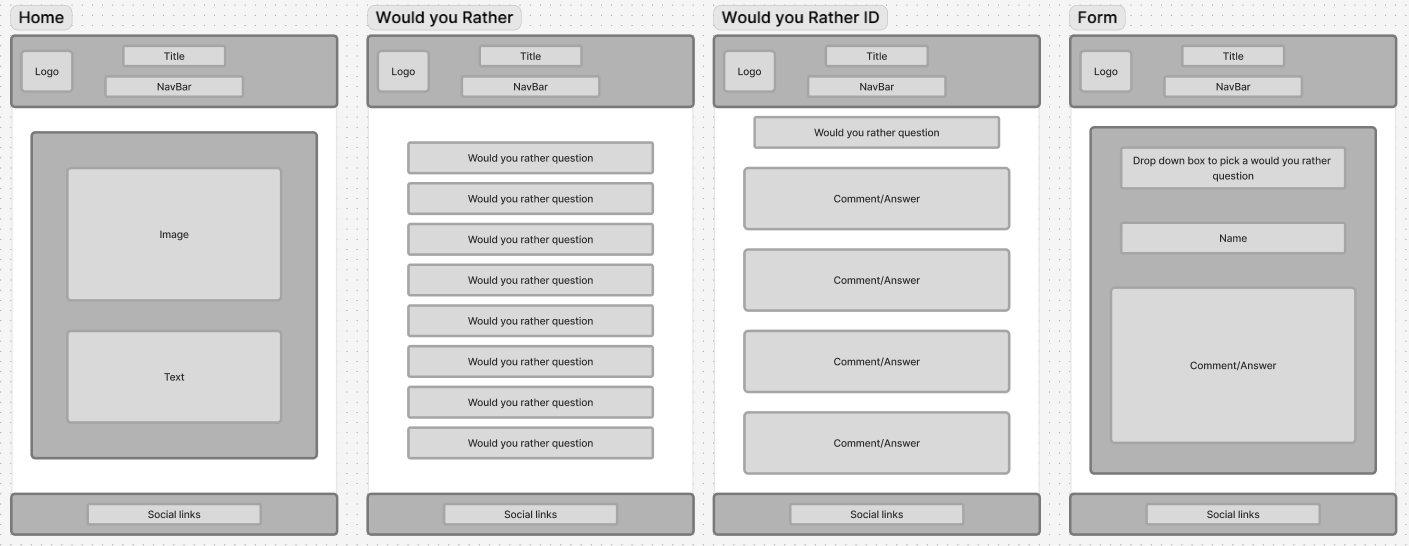 Home
Logo
Title
NavBar
Image
Text
Social links
Would you Rather
Logo
Title
NavBar
Would you rather question
Would you rather question
Would you rather question
Would you rather question
Would you rather question
Would you rather question
Would you rather question
Would you rather question
Social links
Would you Rather ID
Logo
Title
NavBar
Would you rather question
Comment/Answer
Comment/Answer
Comment/Answer
Comment/Answer
Social links
Form
Logo
Title
NavBar
Drop down box to pick a would you rather
question
Name
Comment/Answer
Social links